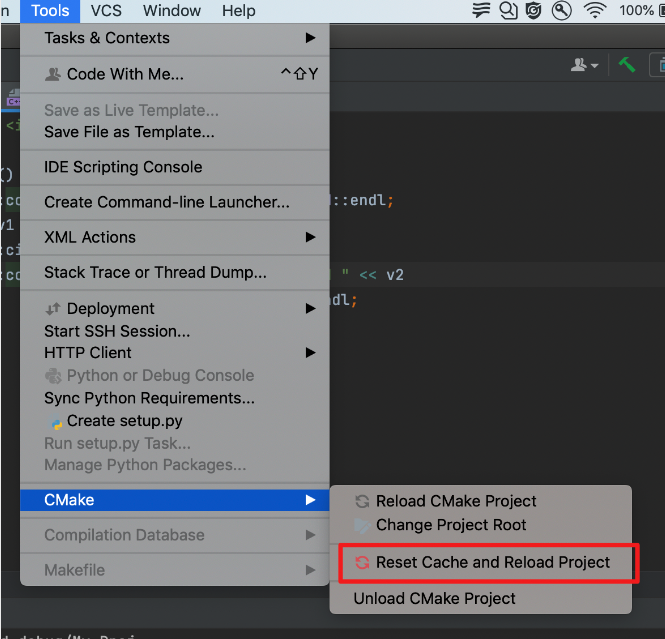 Tools VCS Window Help 100%
Tasks & Contexts
Code With Me... ^⇧Y
Save as Live Template...
Save File as Template...
IDE Scripting Console
Create Command-line Launcher...
XML Actions
Stack Trace or Thread Dump...
Deployment
Start SSH Session...
HTTP Client
Python or Debug Console
Sync Python Requirements...
Create setup.py
Run setup.py Task...
Manage Python Packages...
CMake
Compilation Database
Makefile
Reload CMake Project
Change Project Root
Reset Cache and Reload Project
Unload CMake Project
()
::endl;
v1
" << v2